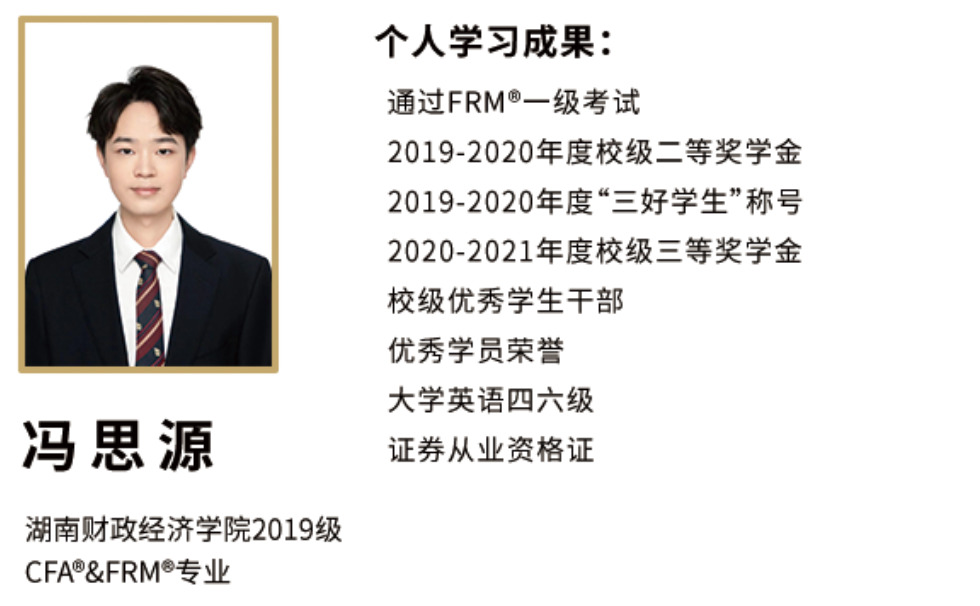 个人学习成果：
通过FRM®一级考试
2019-2020年度校级二等奖学金
2019-2020年度“三好学生”称号
2020-2021年度校级三等奖学金
校级优秀学生干部
优秀学员荣誉
大学英语四六级
证券从业资格证
冯思源
湖南财政经济学院2019级
CFA®&FRM®专业